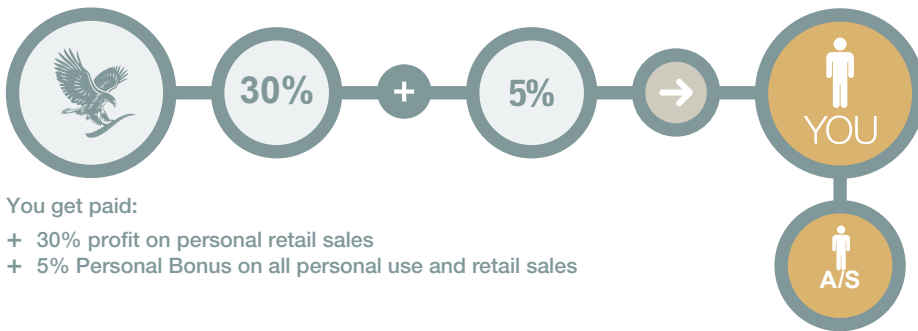 30% + 5% YOU
A/S
You get paid:
+ 30% profit on personal retail sales
+ 5% Personal Bonus on all personal use and retail sales